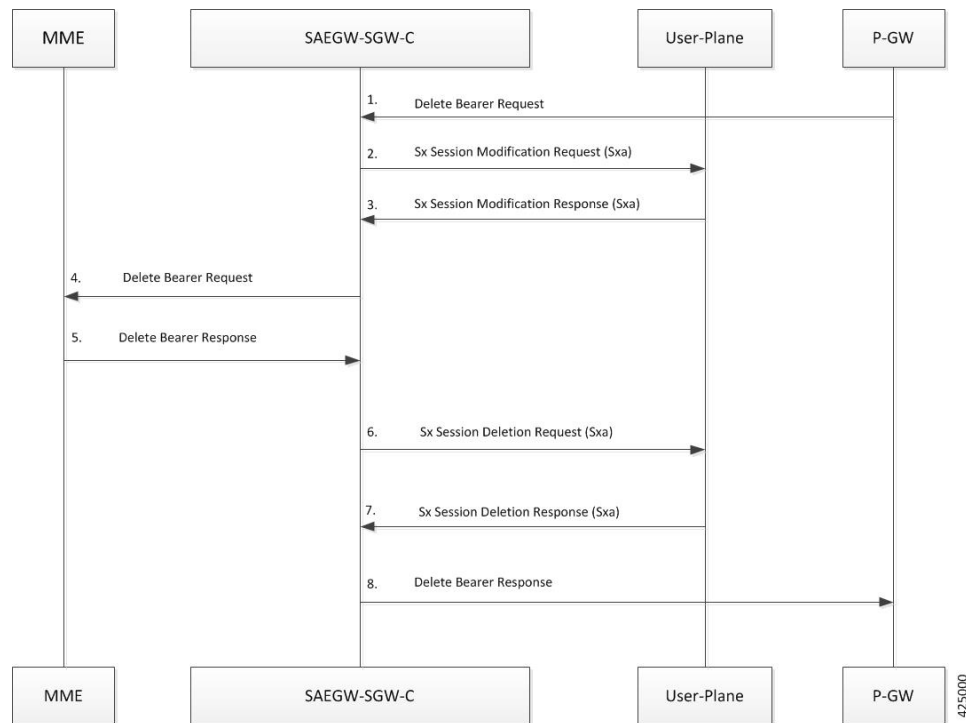 MME
SAEGW-SGW-C
User-Plane
P-GW
1. Delete Bearer Request
2. Sx Session Modification Request (Sxa)
3. Sx Session Modification Response (Sxa)
4. Delete Bearer Request
5. Delete Bearer Response
6. Sx Session Deletion Request (Sxa)
7. Sx Session Deletion Response (Sxa)
8. Delete Bearer Response
MME
SAEGW-SGW-C
User-Plane
P-GW
425000